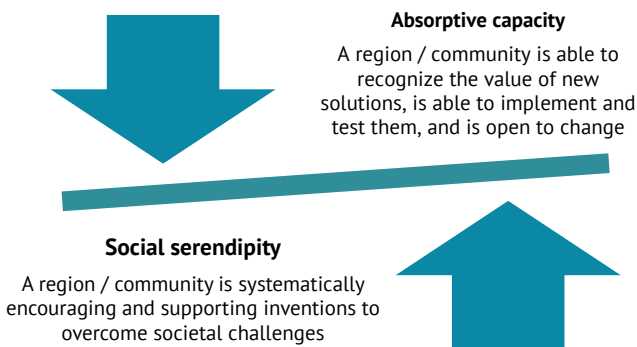 Absorptive capacity
A region / community is able to
recognize the value of new
solutions, is able to implement and
test them, and is open to change
Social serendipity
A region / community is systematically
encouraging and supporting inventions to
overcome societal challenges